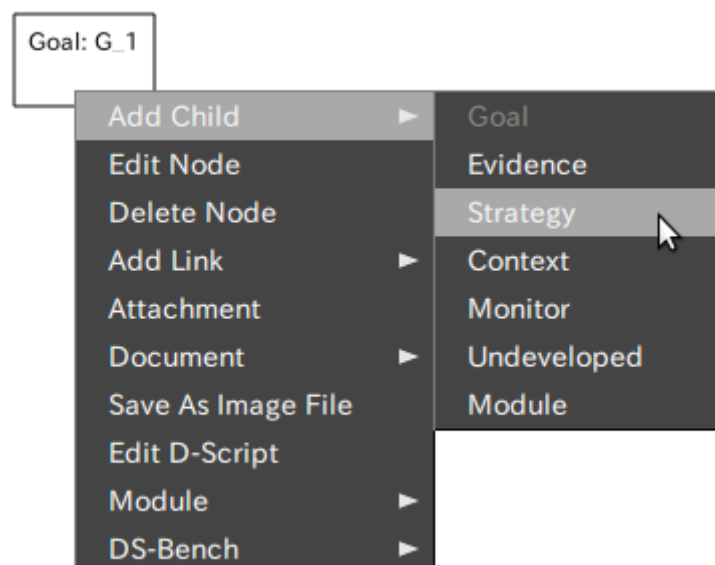 Goal: G_1
Add Child
Edit Node
Delete Node
Add Link
Attachment
Document
Save As Image File
Edit D-Script
Module
DS-Bench
Goal
Evidence
Strategy
Context
Monitor
Undeveloped
Module